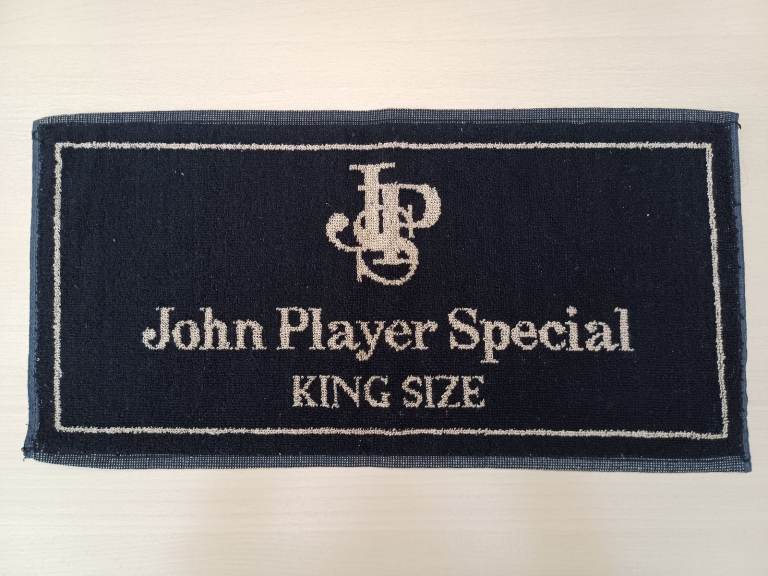 JPS
John Player Special
KING SIZE